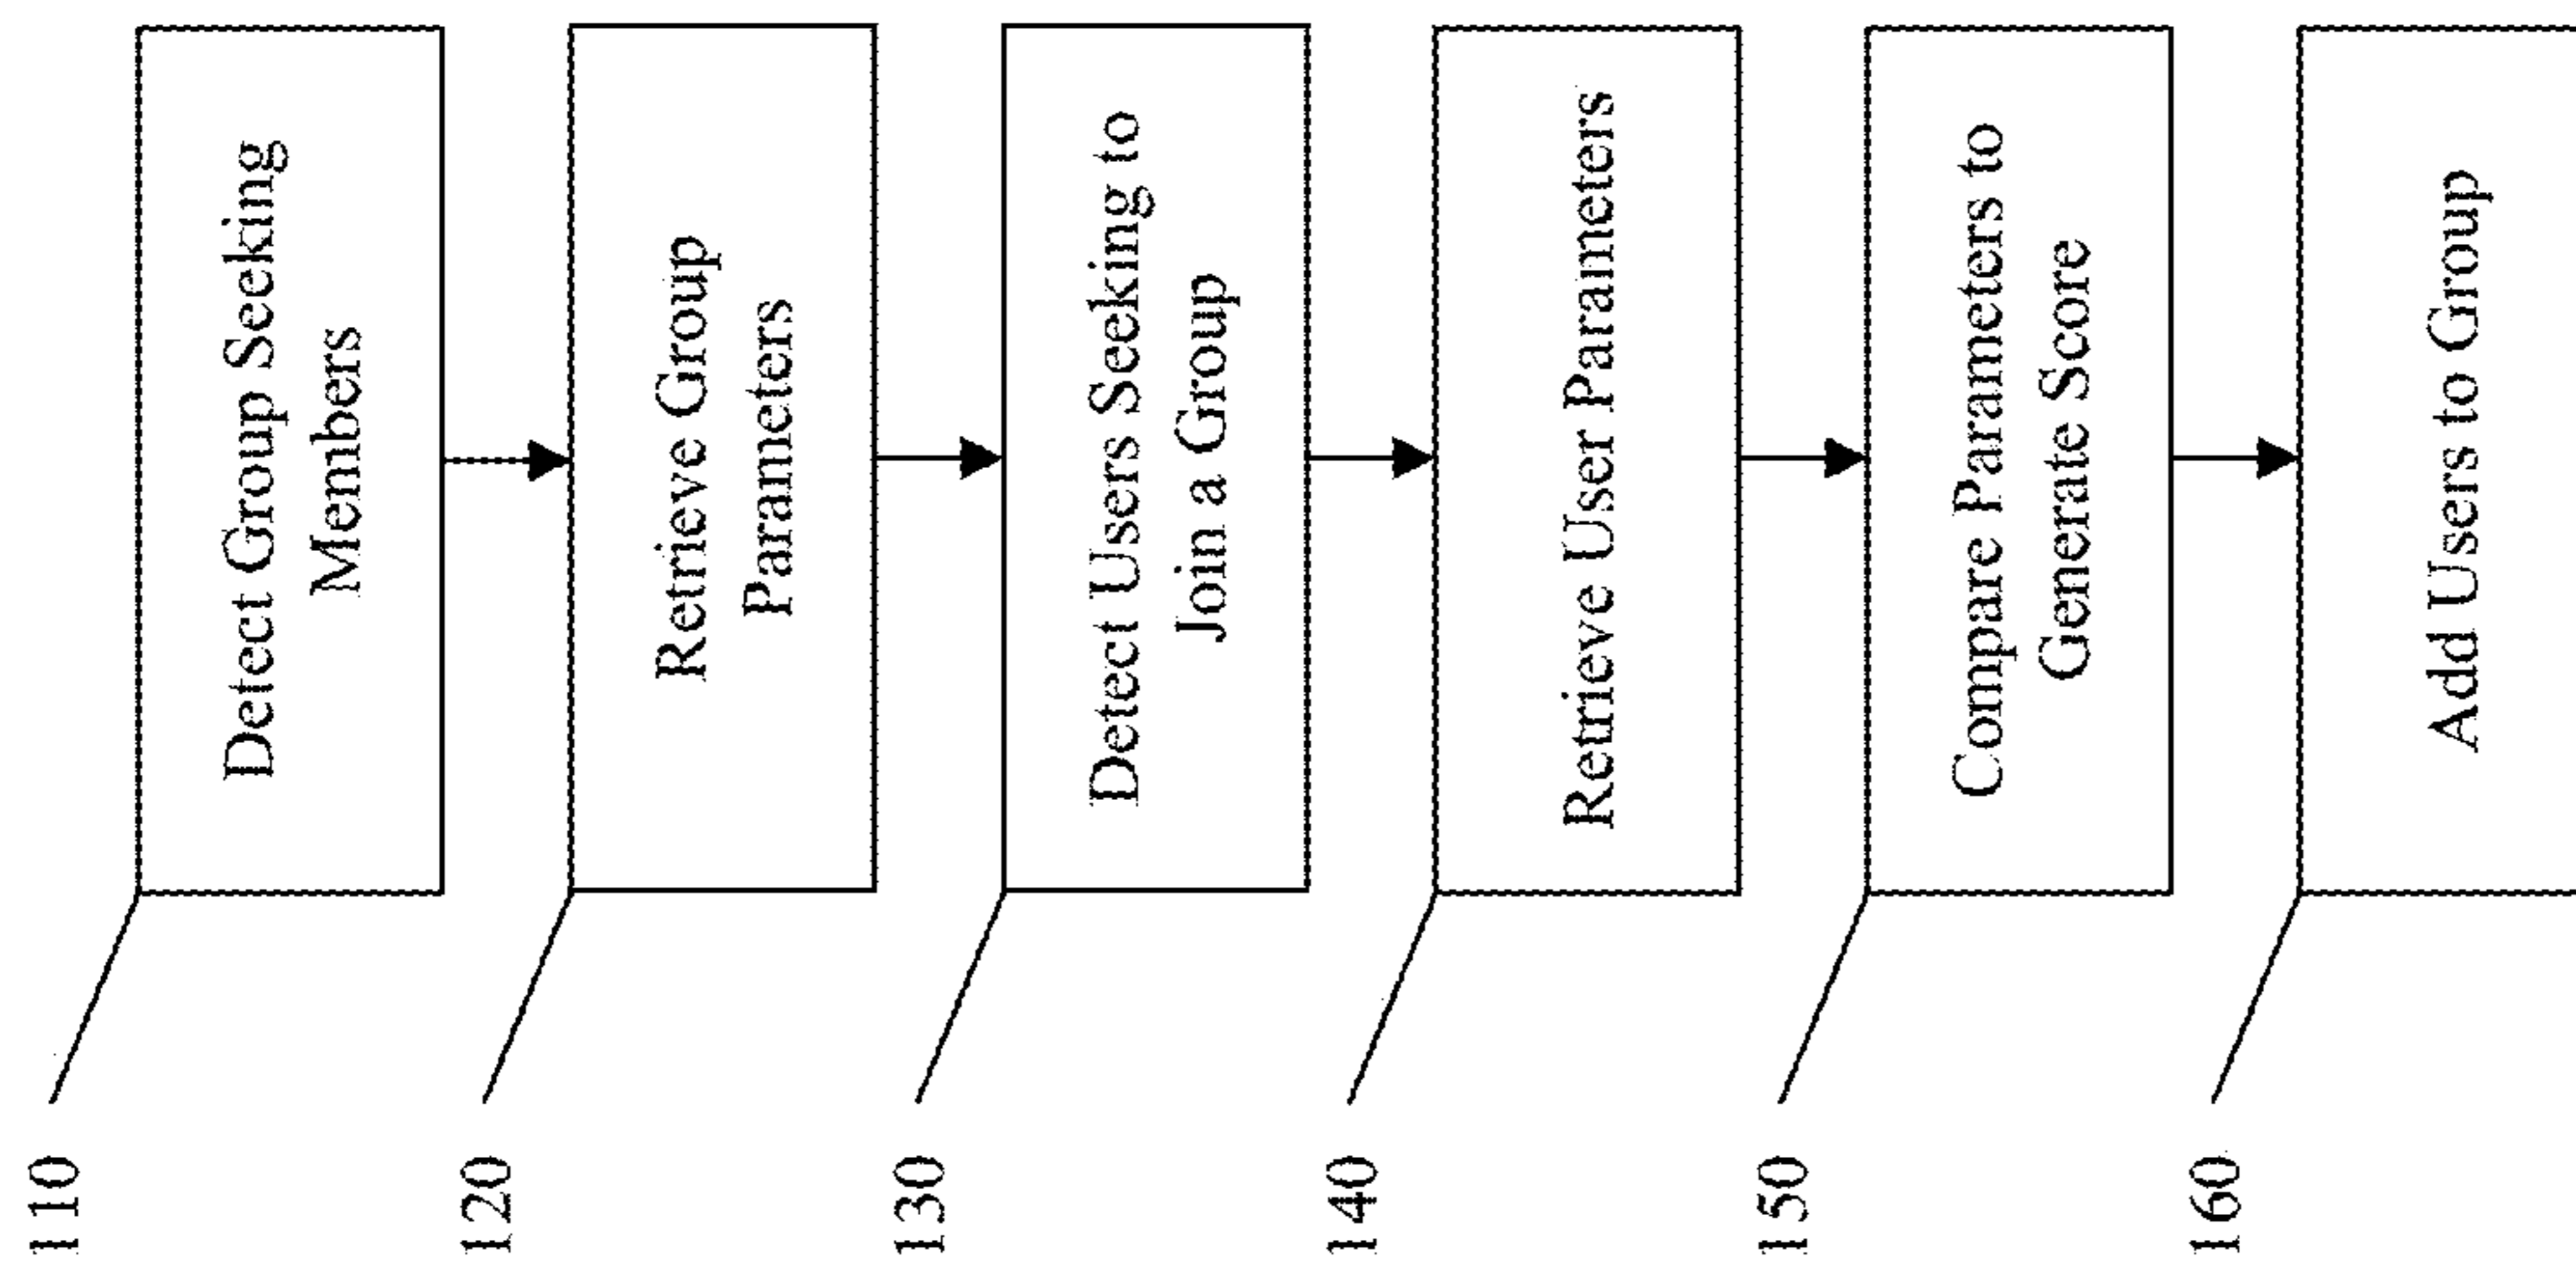 110
Detect Group Seeking
Members
120
Retrieve Group
Parameters
130
Detect Users Seeking to
Join a Group
140
Retrieve User Parameters
150
Compare Parameters to
Generate Score
160
Add Users to Group